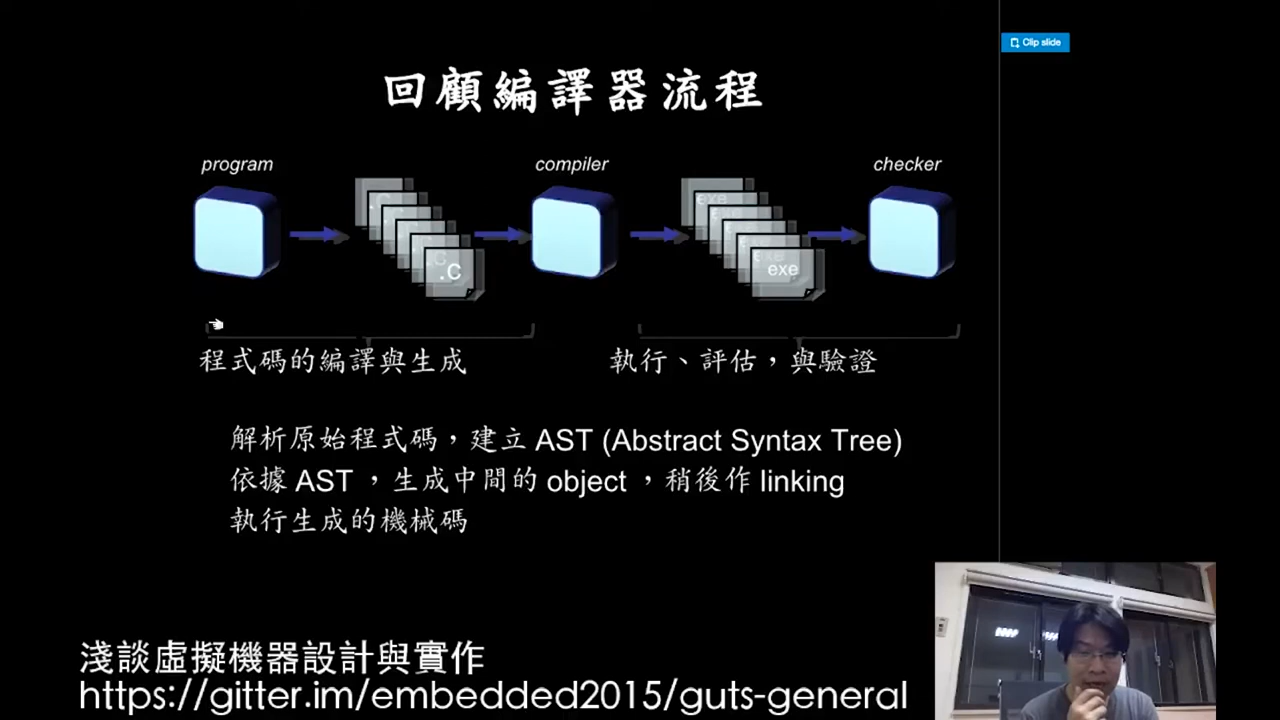 Clip slide
回顧編譯器流程
program
compiler
checker
.C
exe
程式碼的編譯與生成
執行、評估，與驗證
解析原始程式碼，建立 AST (Abstract Syntax Tree)
依據 AST ，生成中間的 object ，稍後作 linking
執行生成的機械碼
淺談虛擬機器設計與實作
https://gitter.im/embedded2015/guts-general